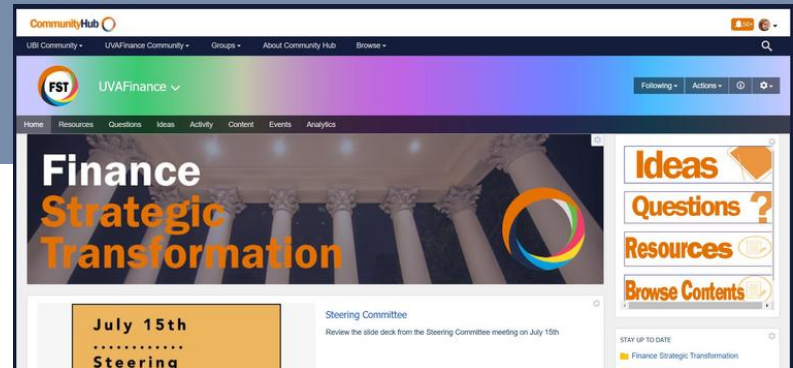 CommunityHub
50+
UBI Community
UVAFinance Community
Groups
About Community Hub
Browse
FST
UVAFinance
Following
Actions
Home
Resources
Questions
Ideas
Activity
Content
Events
Analytics
Finance
Strategic
Transformation
Ideas
Questions ?
Resources
Browse Contents
July 15th
Steering
Steering Committee
Review the slide deck from the Steering Committee meeting on July 15th
STAY UP TO DATE
Finance Strategic Transformation